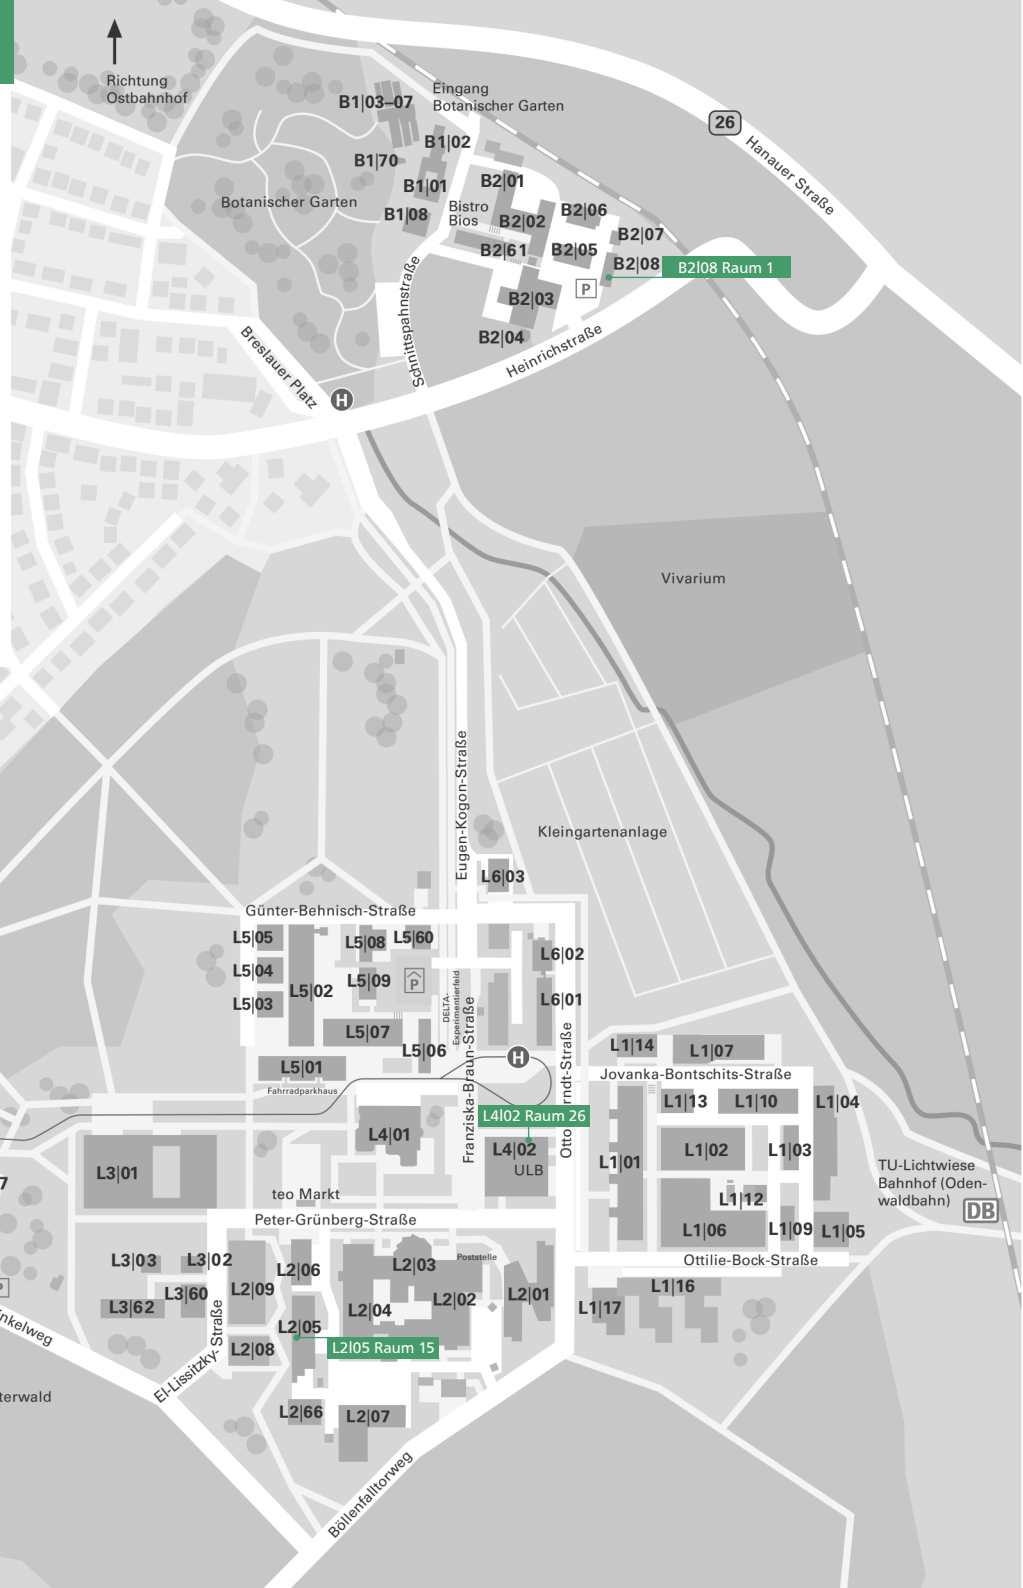 Richtung
Ostbahnhof
B1|03–07
Eingang
Botanischer Garten
26
Hanauer Straße
B1|02
B1|70
B2|01
B1|01
Botanischer Garten
Bistro
Bios
B1|08
B2|02
B2|06
B2|07
B2|61
B2|05
B2|08
B2|08 Raum 1
P
B2|03
B2|04
Heinrichstraße
Schnittspahnstraße
Breslauer Platz
H
Vivarium
Eugen-Kogon-Straße
Kleingartenanlage
L6|03
Günter-Behnisch-Straße
L5|05
L5|08
L5|60
L6|02
L5|04
L5|02
L5|09
P
L5|03
L6|01
DELTA-
Experimentierfeld
Franziska-Braun-Straße
L5|07
L5|06
H
L5|01
Fahrradparkhaus
L1|14
L1|07
Jovanka-Bontschits-Straße
L1|13
L1|10
L1|04
L4|02 Raum 26
Otto
rndt-Straße
L4|01
L4|02
ULB
L1|01
L1|02
L1|03
L3|01
TU-Lichtwiese
Bahnhof (Oden-
waldbahn)
DB
7
teo Markt
L1|12
Peter-Grünberg-Straße
L1|06
L1|09
L1|05
L3|03
L3|02
L2|06
L2|03
Poststelle
Ottilie-Bock-Straße
L2|09
L3|60
L3|62
L2|04
L2|02
L2|01
L1|16
L1|17
P
nkelweg
L2|05
L2|05 Raum 15
L2|08
El-Lissitzky-Straße
terwald
L2|66
L2|07
Böllenfalltorweg